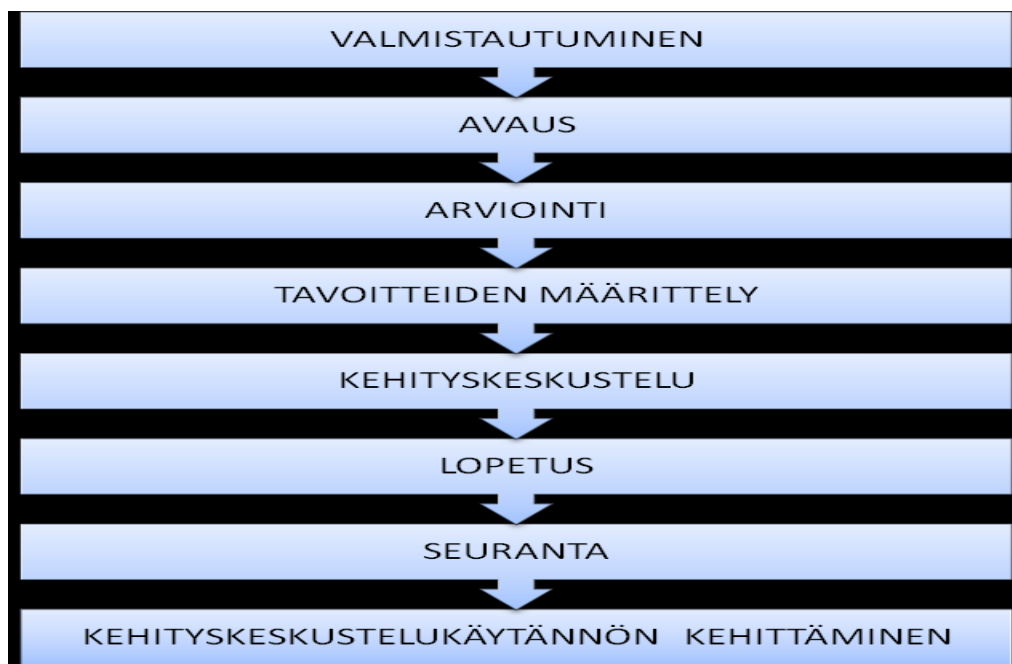 VALMISTAUTUMINEN
AVAUS
ARVIOINTI
TAVOITTEIDEN MÄÄRITTELY
KEHITYSKESKUSTELU
LOPETUS
SEURANTA
KEHITYSKESKUSTELUKÄYTÄNNÖN KEHITTÄMINEN